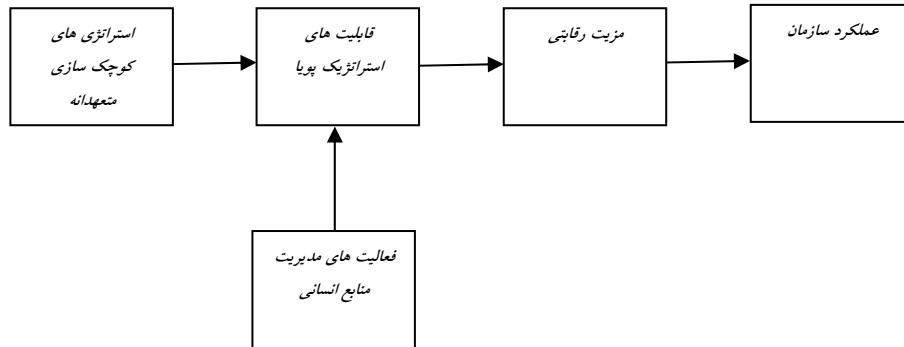 استراتژی های
کوچک سازی
متعهدانه
قابلیت های
استراتژیک پویا
مزیت رقابتی
عملکرد سازمان
فعالیت های مدیریت
منابع انسانی